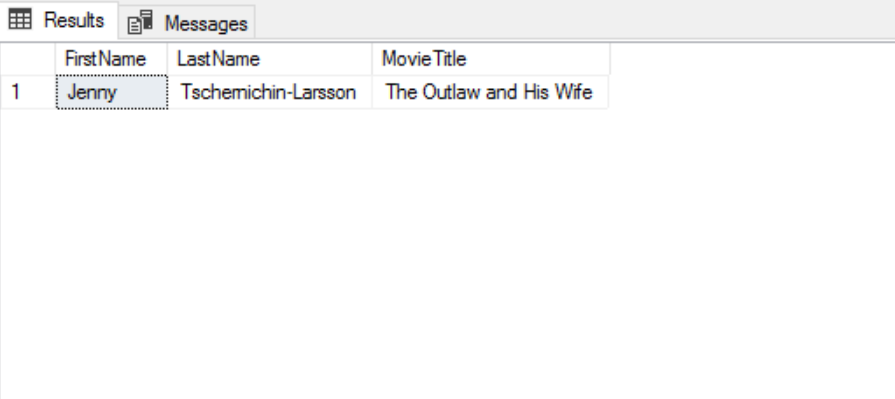 Results Messages
FirstName LastName MovieTitle
1 Jenny Tschernichin-Larsson The Outlaw and His Wife